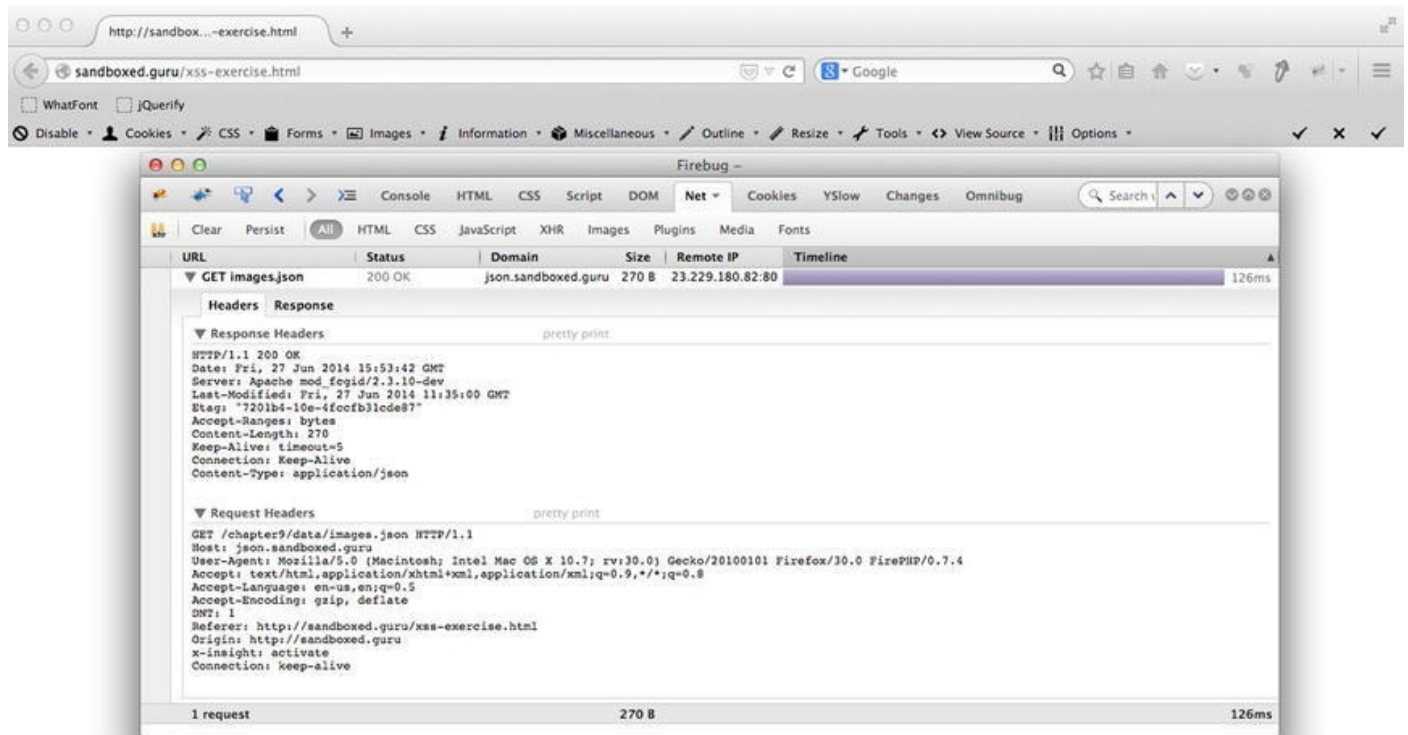 http://sandbox...-exercise.html
sandboxed.guru/xss-exercise.html
Google
WhatFont jQuerify
Disable Cookies CSS Forms Images Information Miscellaneous Outline Resize Tools View Source Options
Firebug –
Console HTML CSS Script DOM Net Cookies YSlow Changes Omnibug Search
Clear Persist All HTML CSS JavaScript XHR Images Plugins Media Fonts
URL Status Domain Size Remote IP Timeline
GET images.json 200 OK json.sandboxed.guru 270 B 23.229.180.82:80 126ms
Headers Response
Response Headers pretty print
HTTP/1.1 200 OK
Date: Fri, 27 Jun 2014 15:53:42 GMT
Server: Apache mod_fcgid/2.3.10-dev
Last-Modified: Fri, 27 Jun 2014 11:35:00 GMT
Etag: "7201b4-10e-4fccfb31cde87"
Accept-Ranges: bytes
Content-Length: 270
Keep-Alive: timeout=5
Connection: Keep-Alive
Content-Type: application/json
Request Headers pretty print
GET /chapter9/data/images.json HTTP/1.1
Host: json.sandboxed.guru
User-Agent: Mozilla/5.0 (Macintosh; Intel Mac OS X 10.7; rv:30.0) Gecko/20100101 Firefox/30.0 FirePHP/0.7.4
Accept: text/html,application/xhtml+xml,application/xml;q=0.9,*/*;q=0.8
Accept-Language: en-us,en;q=0.5
Accept-Encoding: gzip, deflate
DNT: 1
Referer: http://sandboxed.guru/xss-exercise.html
Origin: http://sandboxed.guru
x-insight: activate
Connection: keep-alive
1 request 270 B 126ms